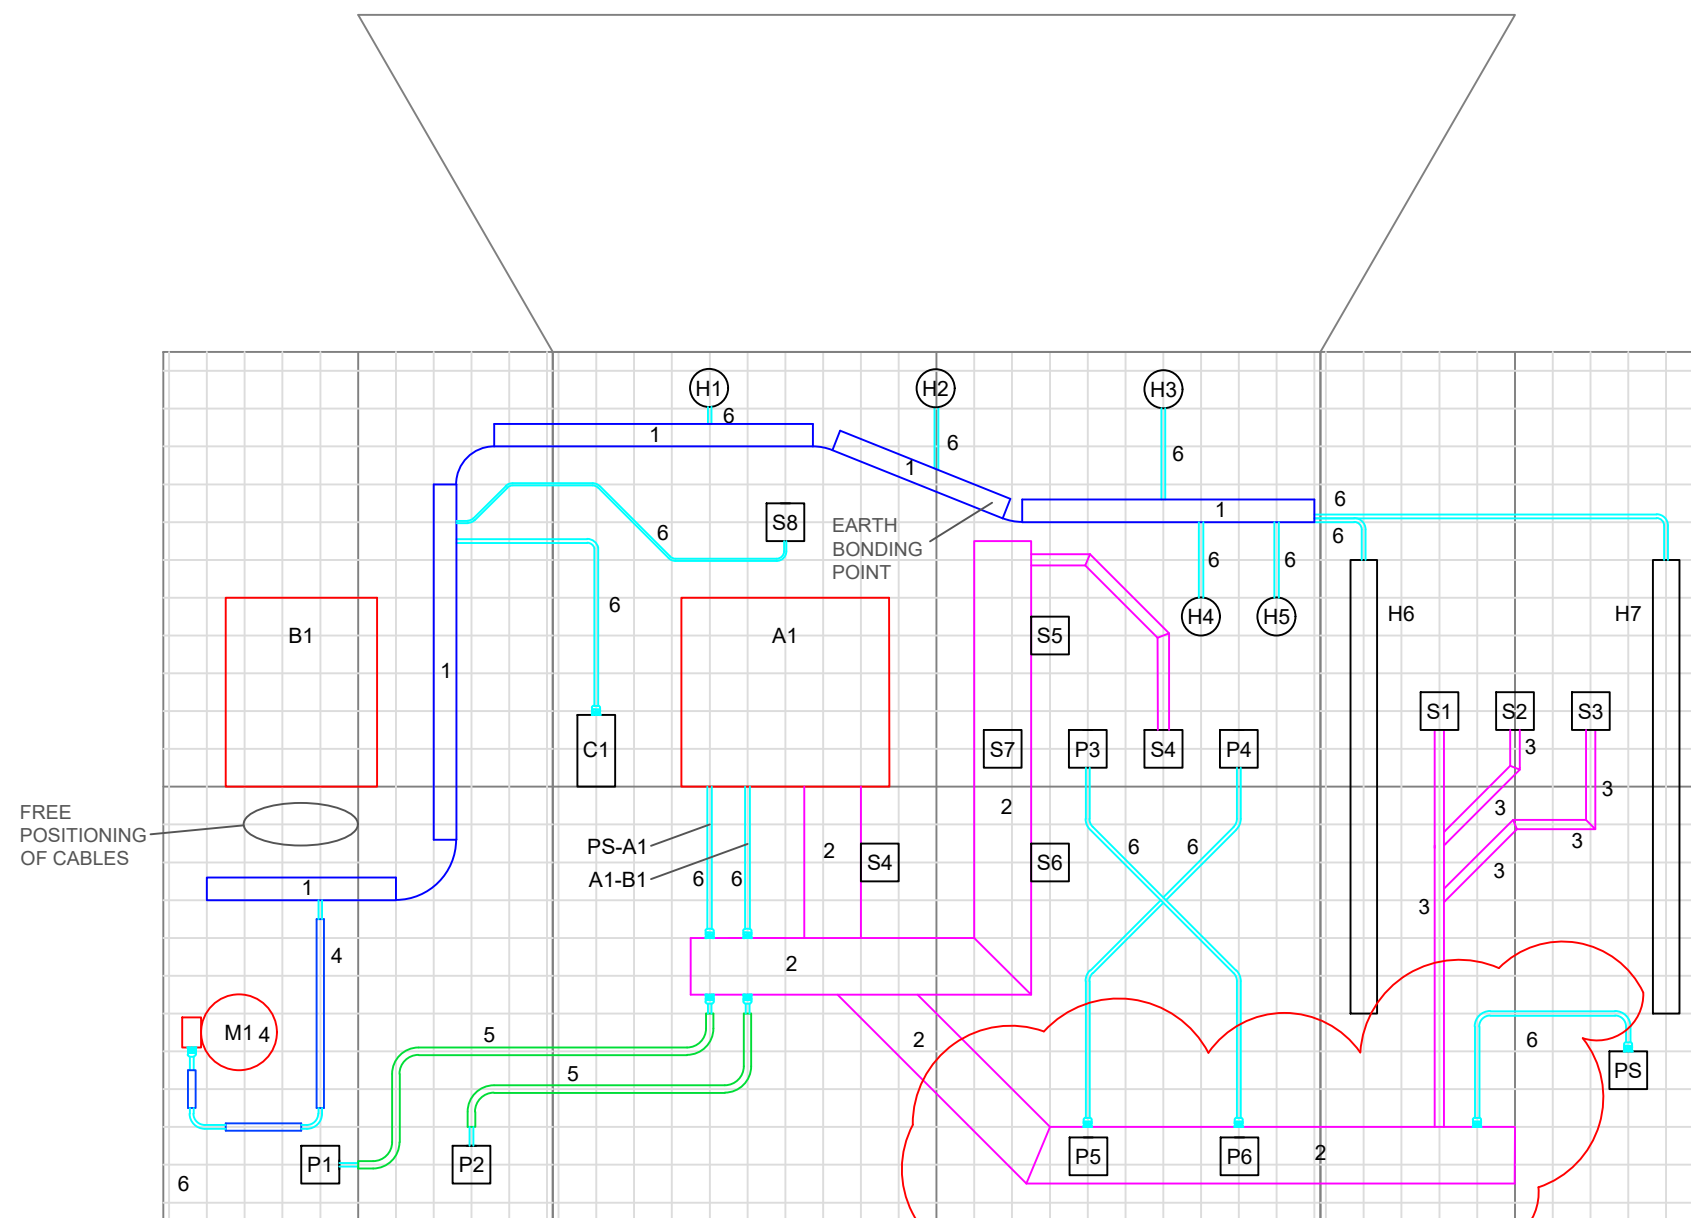 H1
H2
H3
6
1
6
6
1
6
1
S8
6
EARTH
BONDING
POINT
6
6
6
6
H4
H5
H6
H7
B1
A1
S5
1
S1
S2
S3
C1
S7
P3
S4
P4
3
FREE
POSITIONING
OF CABLES
2
3
3
3
PS-A1
A1-B1
6
6
2
S4
S6
6
6
3
1
3
4
2
M1 4
5
2
6
5
PS
P1
P2
P5
P6
2
6